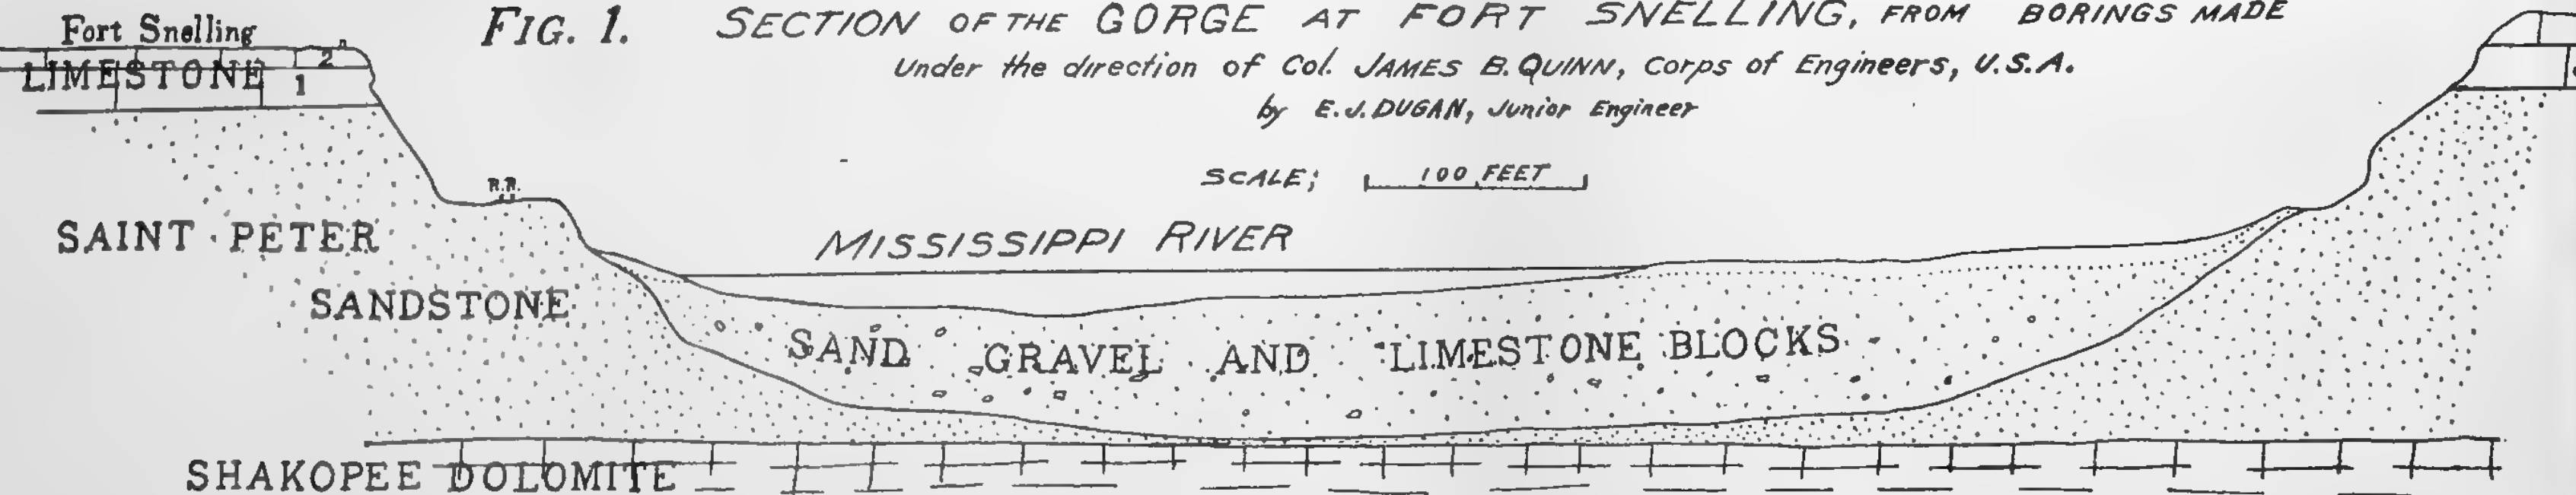 FIG. 1. SECTION OF THE GORGE AT FORT SNELLING, FROM BORINGS MADE
Under the direction of Col. JAMES B. QUINN, Corps of Engineers, U.S.A.
by E.J. DUGAN, Junior Engineer
SCALE; 100 FEET
Fort Snelling
2
LIMESTONE 1
R.R.
SAINT PETER
SANDSTONE
MISSISSIPPI RIVER
SAND GRAVEL AND LIMESTONE BLOCKS
SHAKOPEE DOLOMITE